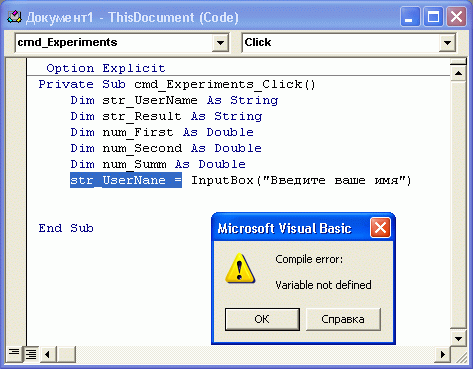 Документ1 - ThisDocument (Code)
cmd_Experiments Click
Option Explicit
Private Sub cmd_Experiments_Click()
Dim str_UserName As String
Dim str_Result As String
Dim num_First As Double
Dim num_Second As Double
Dim num_Summ As Double
str_UserNane = InputBox("Введите ваше имя")
End Sub
Microsoft Visual Basic
Compile error:
Variable not defined
OK Справка